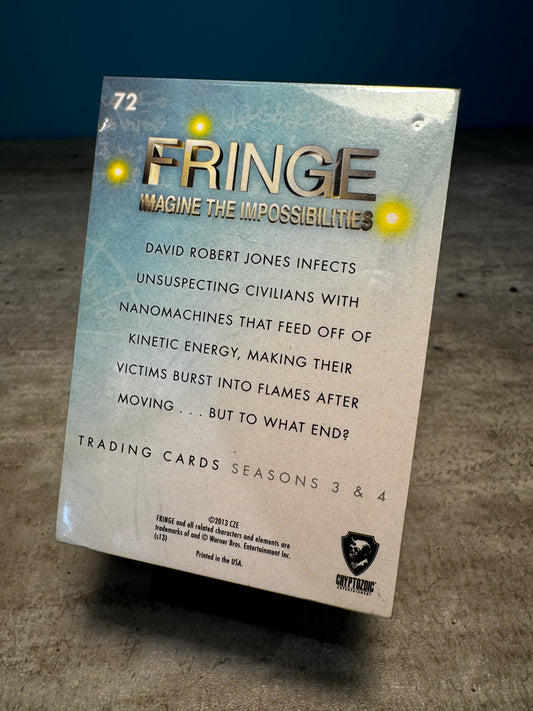 72
FRINGE
IMAGINE THE IMPOSSIBILITIES
DAVID ROBERT JONES INFECTS
UNSUSPECTING CIVILIANS WITH
NANOMACHINES THAT FEED OFF OF
KINETIC ENERGY, MAKING THEIR
VICTIMS BURST INTO FLAMES AFTER
MOVING . . . BUT TO WHAT END?
TRADING CARDS SEASONS 3 & 4
©2013 CZE
FRINGE and all related characters and elements are
trademarks of and © Warner Bros. Entertainment Inc.
(s13)
Printed in the USA.
CRYPTOZOIC
ENTERTAINMENT